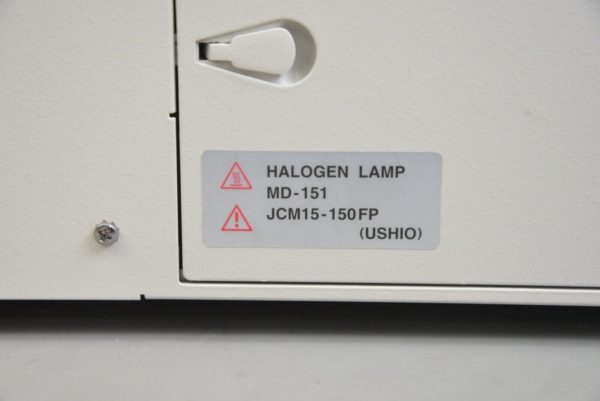 HALOGEN LAMP
MD-151
JCM15-150FP
(USHIO)